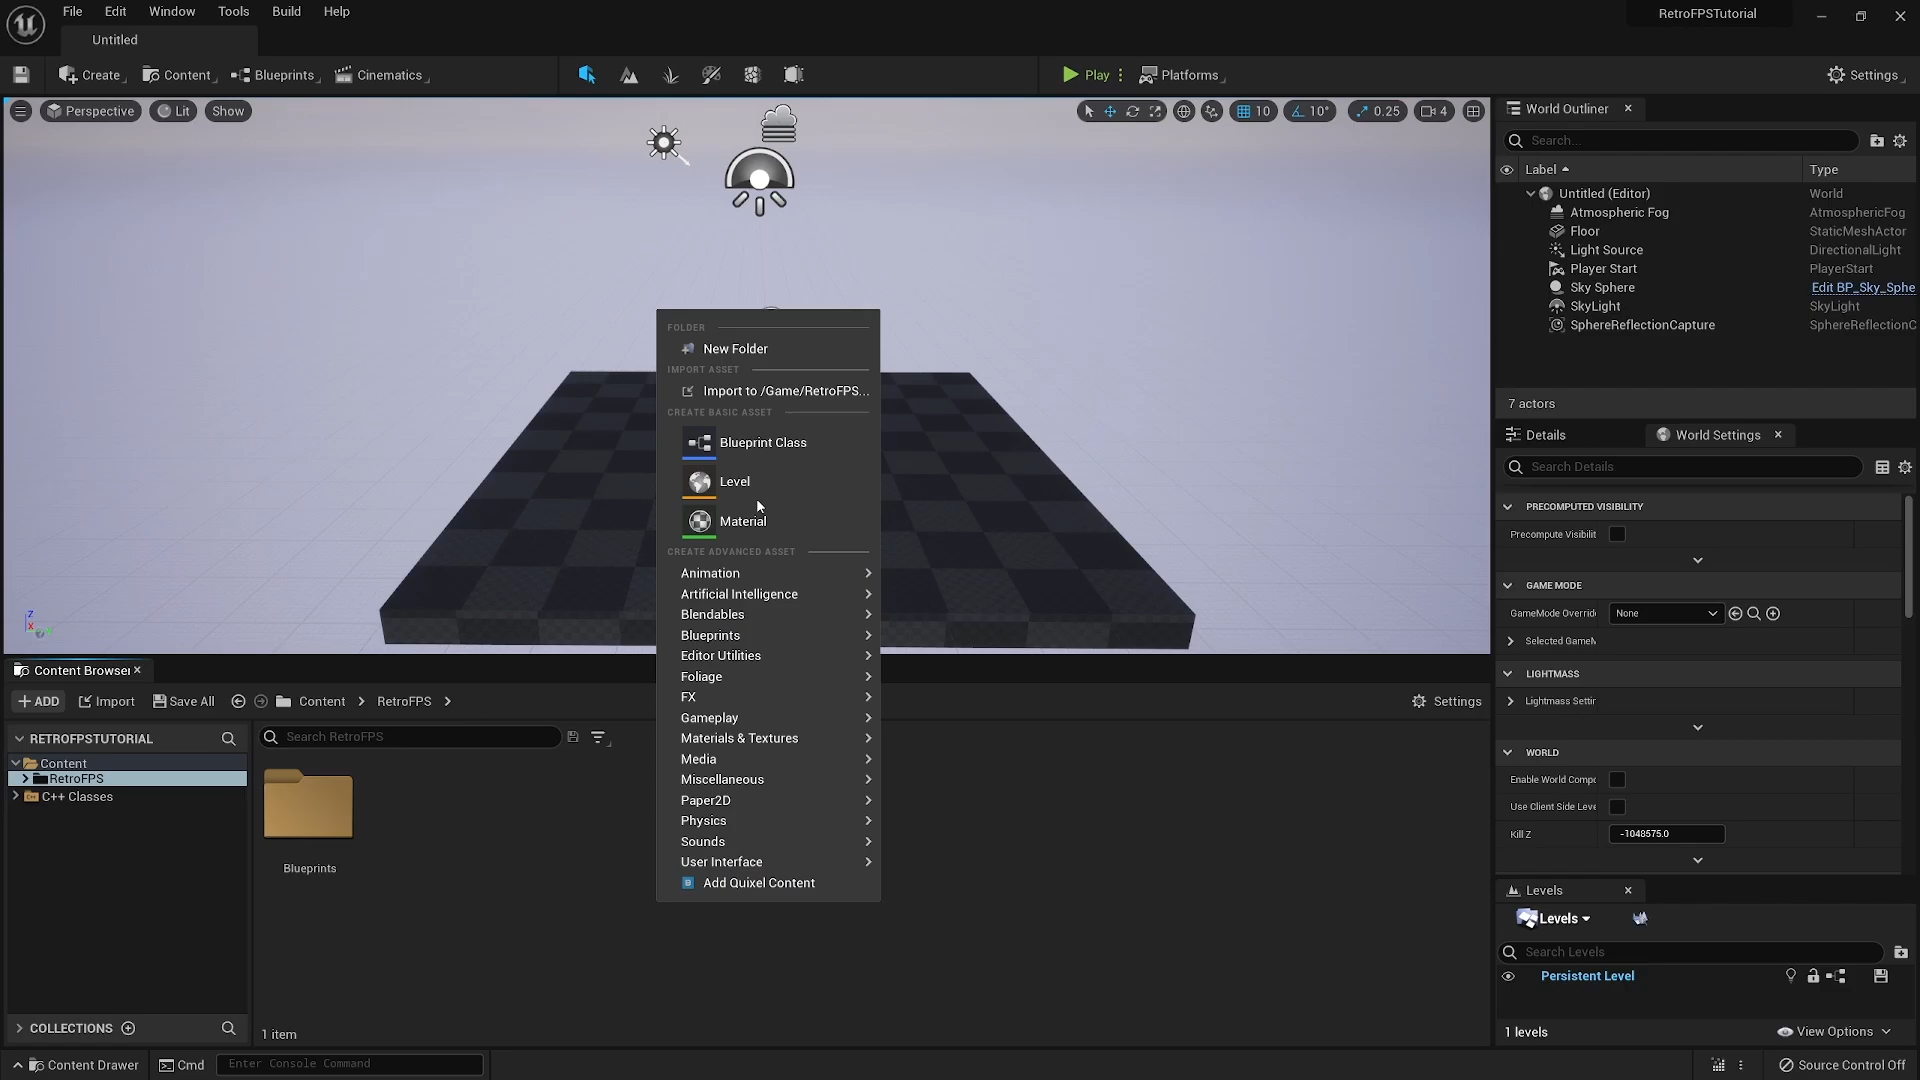 File Edit Window Tools Build Help
RetroFPSTutorial
Untitled
Create Content Blueprints Cinematics Play Platforms Settings
Perspective Lit Show
10 10° 0.25 4
World Outliner
Search...
Label Type
Untitled (Editor) World
Atmospheric Fog AtmosphericFog
Floor StaticMeshActor
Light Source DirectionalLight
Player Start PlayerStart
Sky Sphere Edit BP_Sky_Sphe
SkyLight SkyLight
SphereReflectionCapture SphereReflectionC
7 actors
Details World Settings
Search Details
PRECOMPUTED VISIBILITY
Precompute Visibilit
GAME MODE
GameMode Overrid None
Selected GameM
LIGHTMASS
Lightmass Settin
WORLD
Enable World Compo
Use Client Side Leve
Kill Z -1048575.0
Levels
Levels
Search Levels
Persistent Level
1 levels View Options
FOLDER
New Folder
IMPORT ASSET
Import to /Game/RetroFPS...
CREATE BASIC ASSET
Blueprint Class
Level
Material
CREATE ADVANCED ASSET
Animation
Artificial Intelligence
Blendables
Blueprints
Editor Utilities
Foliage
FX
Gameplay
Materials & Textures
Media
Miscellaneous
Paper2D
Physics
Sounds
User Interface
Add Quixel Content
z
x
Content Browser
ADD Import Save All Content RetroFPS Settings
RETROFPSTUTORIAL
Search RetroFPS
Content
RetroFPS
C++ Classes
Blueprints
COLLECTIONS
1 item
Content Drawer Cmd Enter Console Command Source Control Off